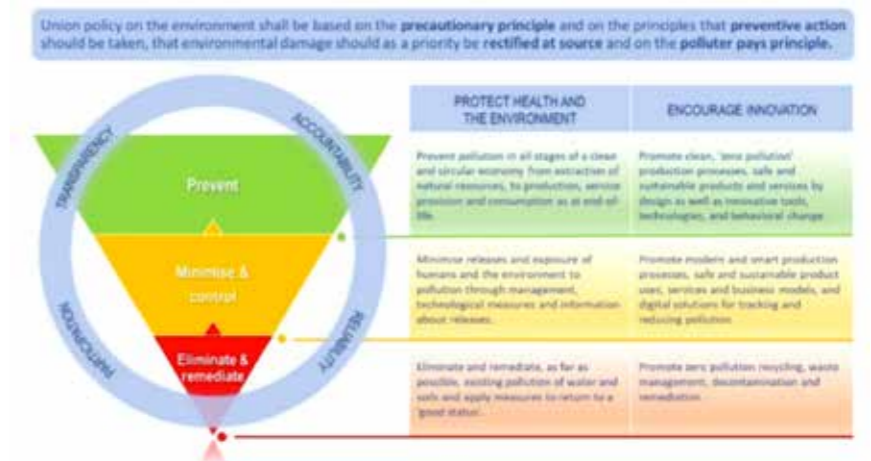 Union policy on the environment shall be based on the precautionary principle and on the principles that preventive action
should be taken, that environmental damage should as a priority be rectified at source and on the polluter pays principle.
TRANSPARENCY
ACCOUNTABILITY
PARTICIPATION
RELIABILITY
Prevent
Minimise &
control
Eliminate &
remediate
PROTECT HEALTH AND
THE ENVIRONMENT
Prevent pollution in all stages of a clean
and circular economy from extraction of
natural resources, to production, service
provision and consumption as at end-of-
life.
Minimise releases and exposure of
humans and the environment to
pollution through management,
technological measures and information
about releases.
Eliminate and remediate, as far as
possible, existing pollution of water and
soils and apply measures to return to a
'good status'.
ENCOURAGE INNOVATION
Promote clean, 'zero pollution'
production processes, safe and
sustainable products and services by
design as well as innovative tools,
technologies, and behavioral change.
Promote modern and smart production
processes, safe and sustainable product
uses, services and business models, and
digital solutions for tracking and
reducing pollution.
Promote zero pollution recycling, waste
management, decontamination and
remediation.